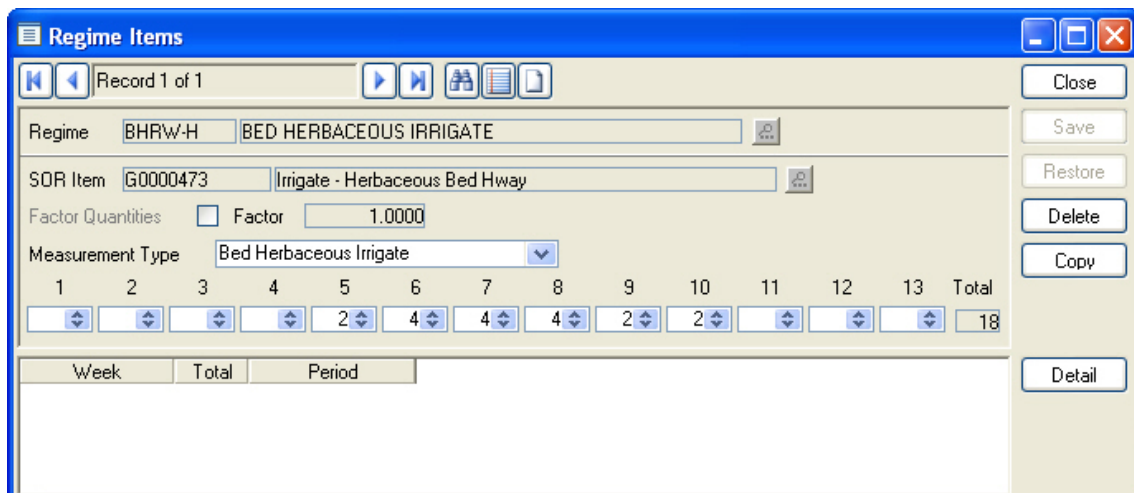 Regime Items
Record 1 of 1
Close
Regime BHRW-H BED HERBACEOUS IRRIGATE
Save
SOR Item G0000473 Irrigate - Herbaceous Bed Hway
Restore
Factor Quantities Factor 1.0000
Delete
Measurement Type Bed Herbaceous Irrigate
Copy
1 2 3 4 5 6 7 8 9 10 11 12 13 Total
2 4 4 4 2 2 18
Week Total Period
Detail